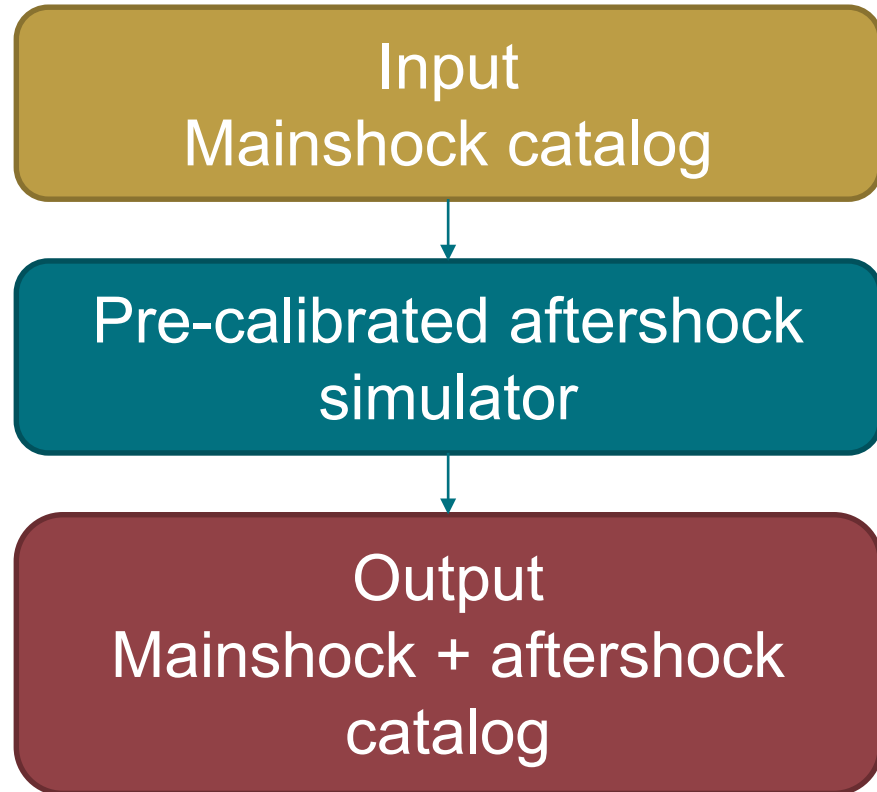 Input
Mainshock catalog
Pre-calibrated aftershock
simulator
Output
Mainshock + aftershock
catalog